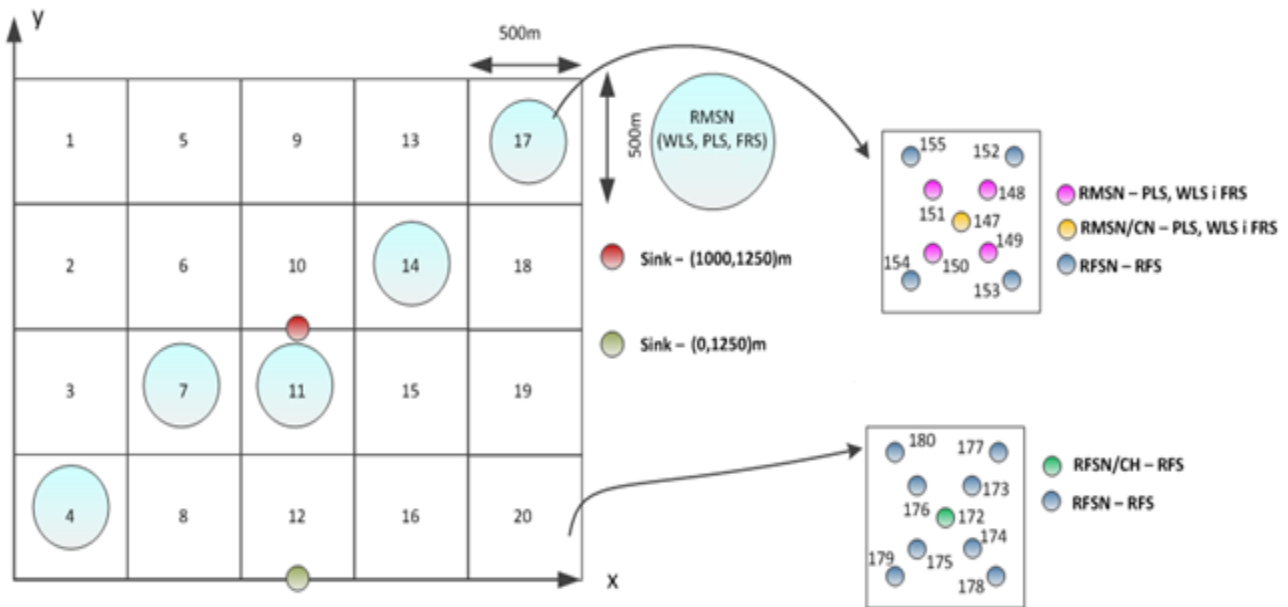 y
500m
1 5 9 13 17
500m
RMSN
(WLS, PLS, FRS)
2 6 10 14 18
Sink – (1000,1250)m
Sink – (0,1250)m
3 7 11 15 19
4 8 12 16 20
x
155 152
148
151 147
149
154 150
153
RMSN – PLS, WLS i FRS
RMSN/CN – PLS, WLS i FRS
RFSN – RFS
180 177
173
176 172
174
179 175
178
RFSN/CH – RFS
RFSN – RFS